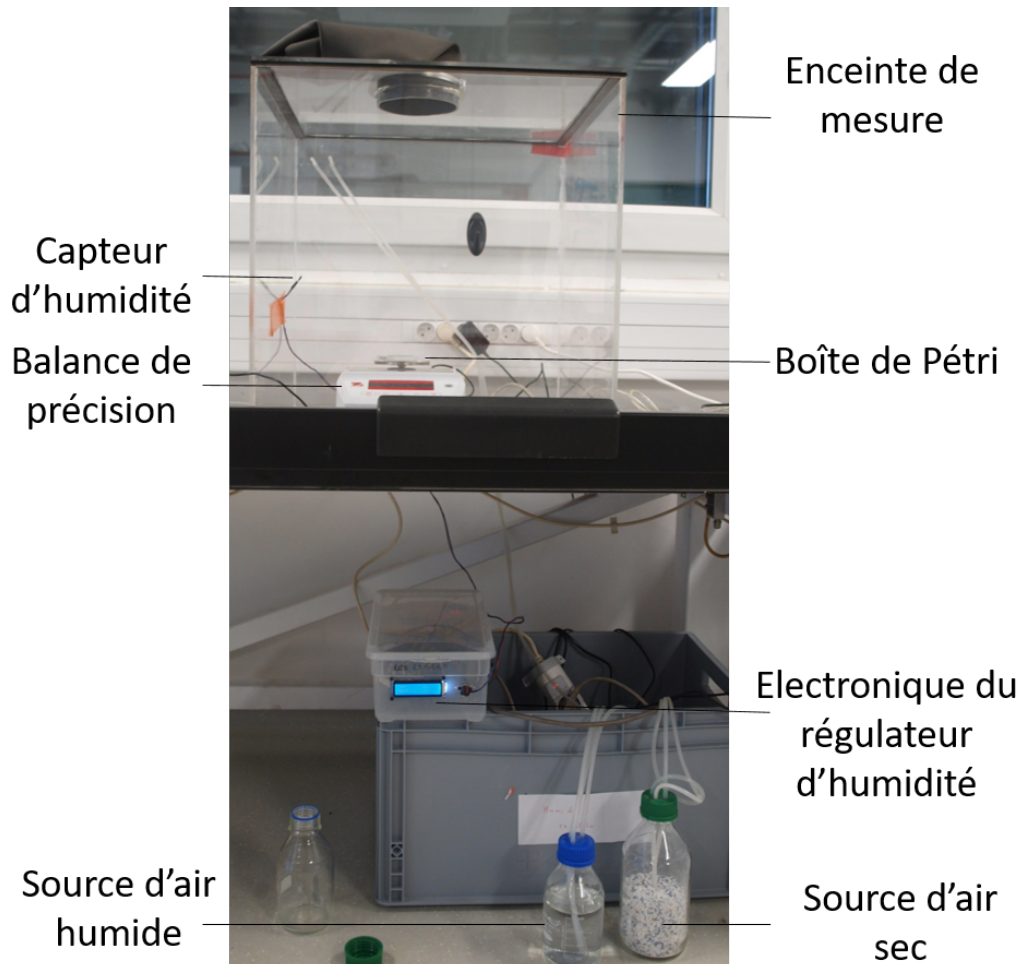 Enceinte de
mesure
Capteur
d’humidité
Balance de
précision
Boîte de Pétri
Electronique du
régulateur
d’humidité
Source d’air
humide
Source d’air
sec